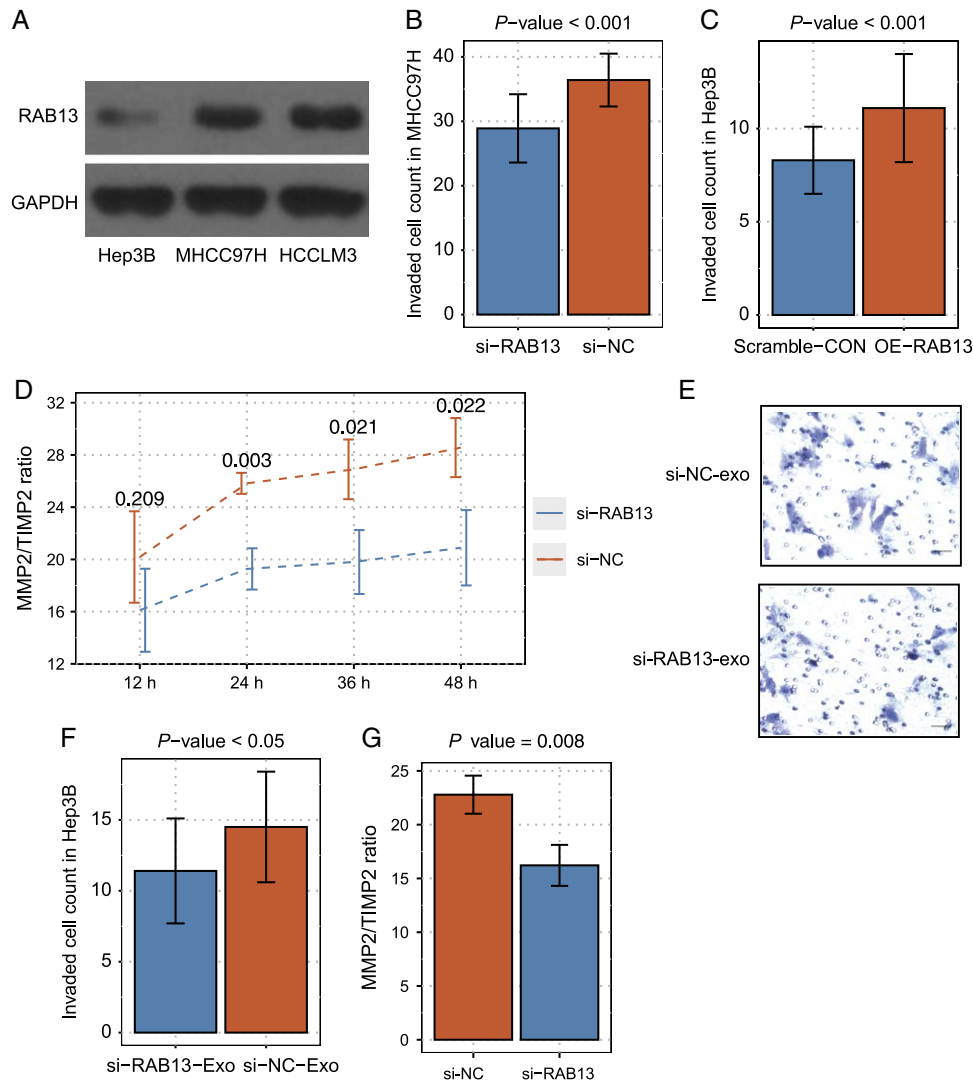 A
RAB13
GAPDH
Hep3B MHCC97H HCCLM3
B
P-value < 0.001
Invaded cell count in MHCC97H
40
30
20
10
0
si-RAB13 si-NC
C
P-value < 0.001
Invaded cell count in Hep3B
10
5
0
Scramble-CON OE-RAB13
D
MMP2/TIMP2 ratio
32
28
24
20
16
12
0.209
0.003
0.021
0.022
12 h 24 h 36 h 48 h
si-RAB13
si-NC
E
si-NC-exo
si-RAB13-exo
F
P-value < 0.05
Invaded cell count in Hep3B
15
10
5
0
si-RAB13-Exo si-NC-Exo
G
P value = 0.008
MMP2/TIMP2 ratio
25
20
15
10
5
0
si-NC si-RAB13